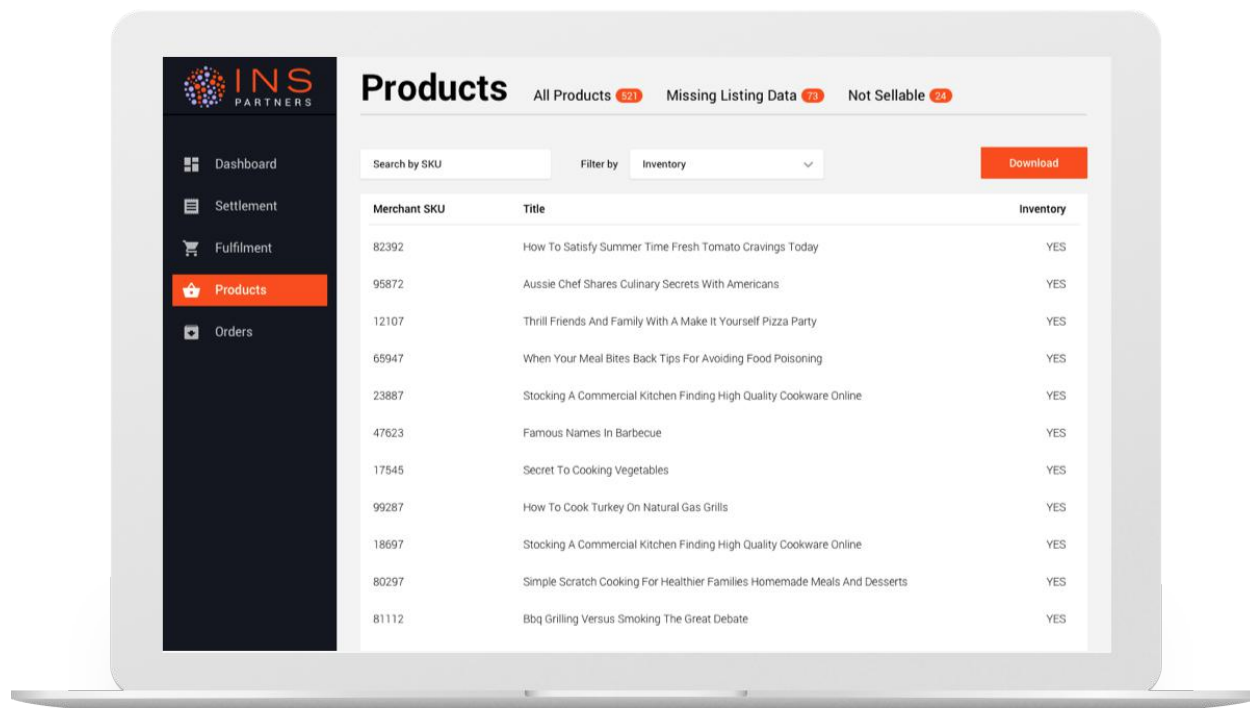 INS
PARTNERS
Dashboard
Settlement
Fulfilment
Products
Orders
Products All Products 521 Missing Listing Data 73 Not Sellable 24
Search by SKU Filter by Inventory Download
Merchant SKU Title Inventory
82392 How To Satisfy Summer Time Fresh Tomato Cravings Today YES
95872 Aussie Chef Shares Culinary Secrets With Americans YES
12107 Thrill Friends And Family With A Make It Yourself Pizza Party YES
65947 When Your Meal Bites Back Tips For Avoiding Food Poisoning YES
23887 Stocking A Commercial Kitchen Finding High Quality Cookware Online YES
47623 Famous Names In Barbecue YES
17545 Secret To Cooking Vegetables YES
99287 How To Cook Turkey On Natural Gas Grills YES
18697 Stocking A Commercial Kitchen Finding High Quality Cookware Online YES
80297 Simple Scratch Cooking For Healthier Families Homemade Meals And Desserts YES
81112 Bbq Grilling Versus Smoking The Great Debate YES